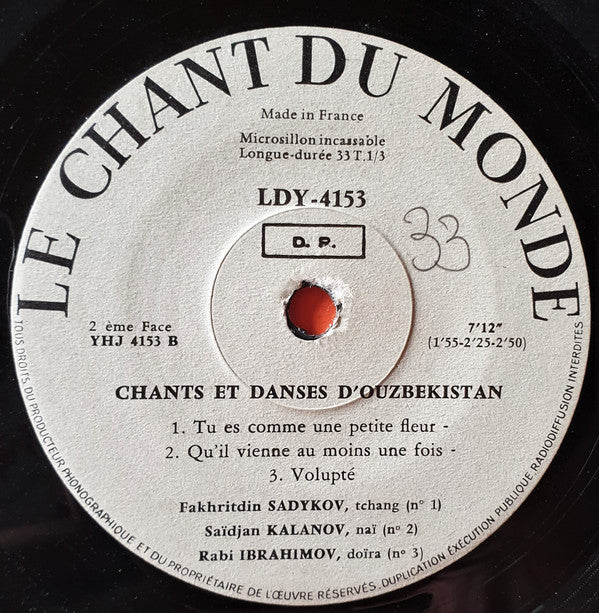 LE CHANT DU MONDE
Made in France
Microsillon incassable
Longue-durée 33 T.1/3
LDY-4153
D. P.
33
2 ème Face
YHJ 4153 B
7'12"
(1'55-2'25-2'50)
CHANTS ET DANSES D'OUZBEKISTAN
1. Tu es comme une petite fleur -
2. Qu'il vienne au moins une fois -
3. Volupté
Fakhritdin SADYKOV, tchang (n° 1)
Saïdjan KALANOV, naï (n° 2)
Rabi IBRAHIMOV, doïra (n° 3)
TOUS DROITS DU PRODUCTEUR PHONOGRAPHIQUE ET DU PROPRIÉTAIRE DE L'ŒUVRE RÉSERVÉS. DUPLICATION EXÉCUTION PUBLIQUE. RADIODIFFUSION INTERDITES